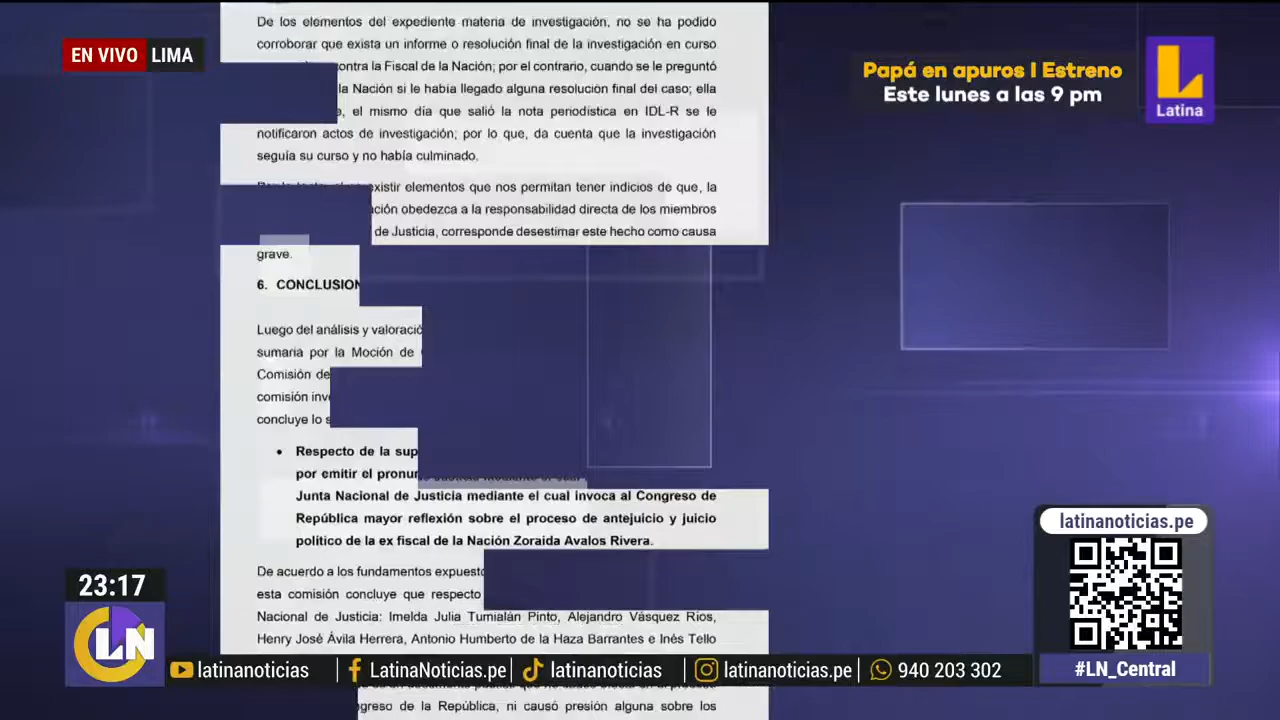 EN VIVO LIMA
Papá en apuros I Estreno
Este lunes a las 9 pm
Latina
De los elementos del expediente materia de investigación, no se ha podido
corroborar que exista un informe o resolución final de la investigación en curso
contra la Fiscal de la Nación; por el contrario, cuando se le preguntó
la Nación si le había llegado alguna resolución final del caso; ella
, el mismo día que salió la nota periodística en IDL-R se le
notificaron actos de investigación; por lo que, da cuenta que la investigación
seguía su curso y no había culminado.
existir elementos que nos permitan tener indicios de que, la
obedezca a la responsabilidad directa de los miembros
de Justicia, corresponde desestimar este hecho como causa
grave.
6. CONCLUSION
Luego del análisis y valoració
sumaria por la Moción de
Comisión de
comisión inv
concluye lo s
• Respecto de la sup
por emitir el pronun
Junta Nacional de Justicia mediante el cual invoca al Congreso de
República mayor reflexión sobre el proceso de antejuicio y juicio
político de la ex fiscal de la Nación Zoraida Avalos Rivera.
De acuerdo a los fundamentos expuesto
esta comisión concluye que respecto
Nacional de Justicia: Imelda Julia Tumialán Pinto, Alejandro Vásquez Ríos,
Henry José Ávila Herrera, Antonio Humberto de la Haza Barrantes e Inés Tello
greso de la República, ni causó presión alguna sobre los
latinanoticias.pe
#LN_Central
23:17
LN
latinanoticias | LatinaNoticias.pe | latinanoticias | latinanoticias.pe | 940 203 302